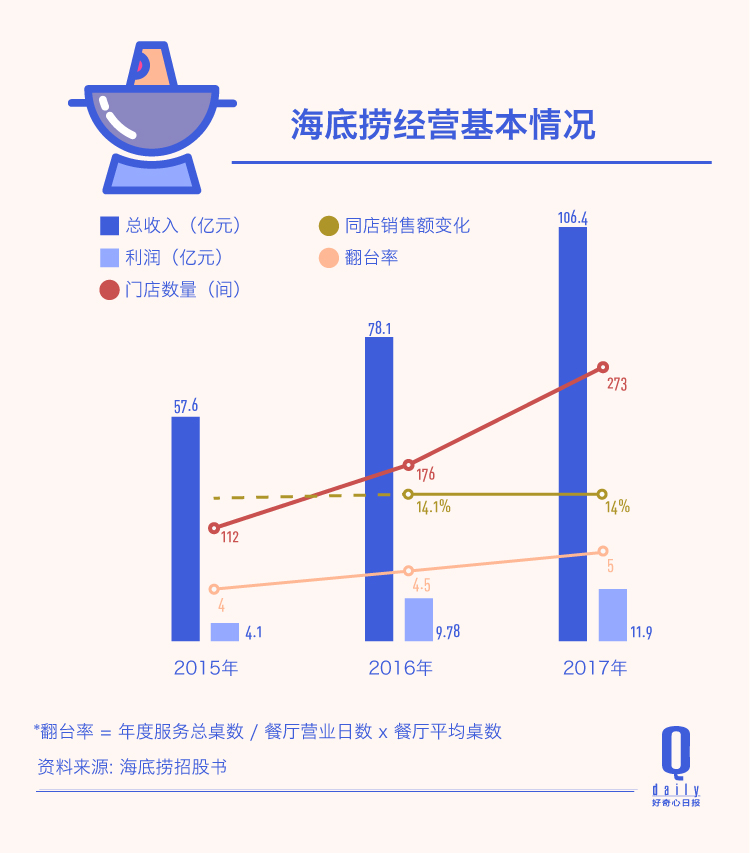 海底捞经营基本情况
总收入（亿元）
同店销售额变化
利润（亿元）
翻台率
门店数量（间）
106.4
78.1
57.6
273
176
14.1%
14%
112
5
4.5
4
4.1
9.78
11.9
2015年
2016年
2017年
*翻台率 = 年度服务总桌数 / 餐厅营业日数 x 餐厅平均桌数
资料来源: 海底捞招股书
Q
daily
好奇心日报